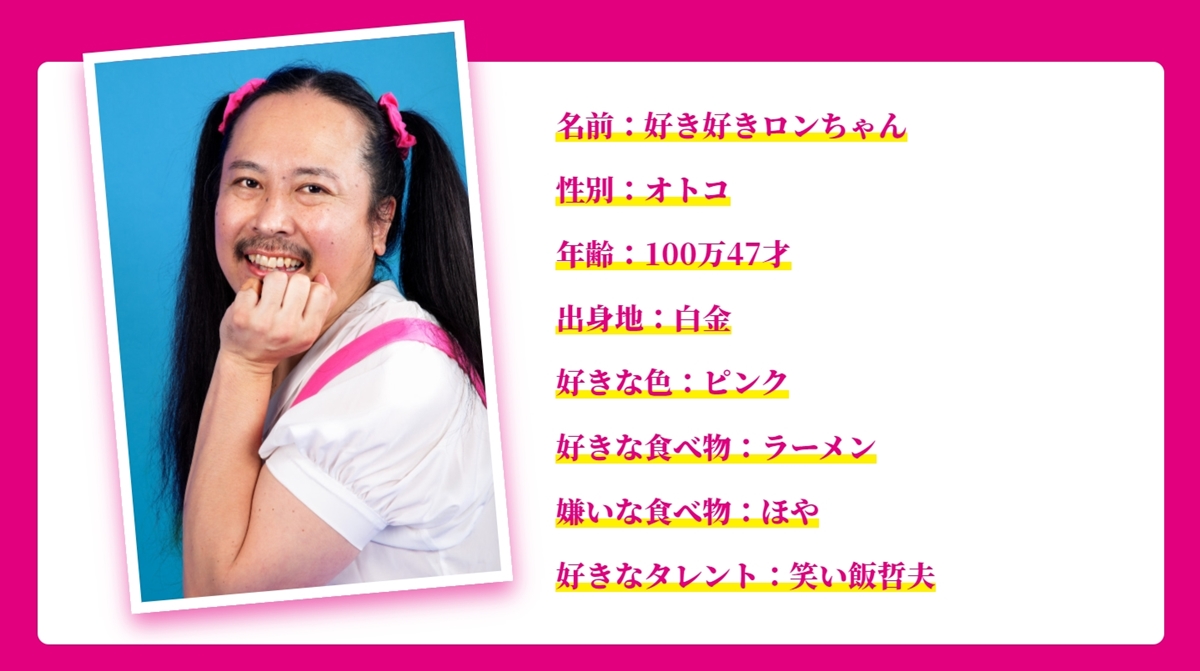 名前：好き好きロンちゃん
性別：オトコ
年齢：100万47才
出身地：白金
好きな色：ピンク
好きな食べ物：ラーメン
嫌いな食べ物：ほや
好きなタレント：笑い飯哲夫